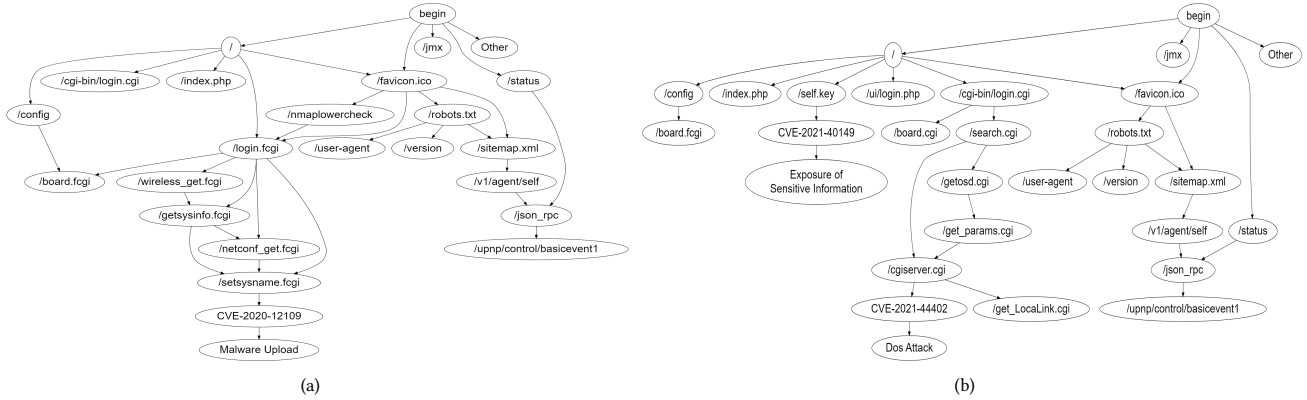 begin
/
/jmx
Other
/cgi-bin/login.cgi
/index.php
/favicon.ico
/status
/config
/nmaplowercheck
/robots.txt
/login.fcgi
/user-agent
/version
/sitemap.xml
/board.fcgi
/wireless_get.fcgi
/v1/agent/self
/getsysinfo.fcgi
/json_rpc
/netconf_get.fcgi
/upnp/control/basicevent1
/setsysname.fcgi
CVE-2020-12109
Malware Upload
(a)
begin
/
/jmx
Other
/config
/index.php
/self.key
/ui/login.php
/cgi-bin/login.cgi
/favicon.ico
/board.fcgi
CVE-2021-40149
/board.cgi
/search.cgi
/robots.txt
Exposure of
Sensitive Information
/getosd.cgi
/user-agent
/version
/sitemap.xml
/get_params.cgi
/v1/agent/self
/status
/cgiserver.cgi
/json_rpc
CVE-2021-44402
/get_LocaLink.cgi
/upnp/control/basicevent1
Dos Attack
(b)